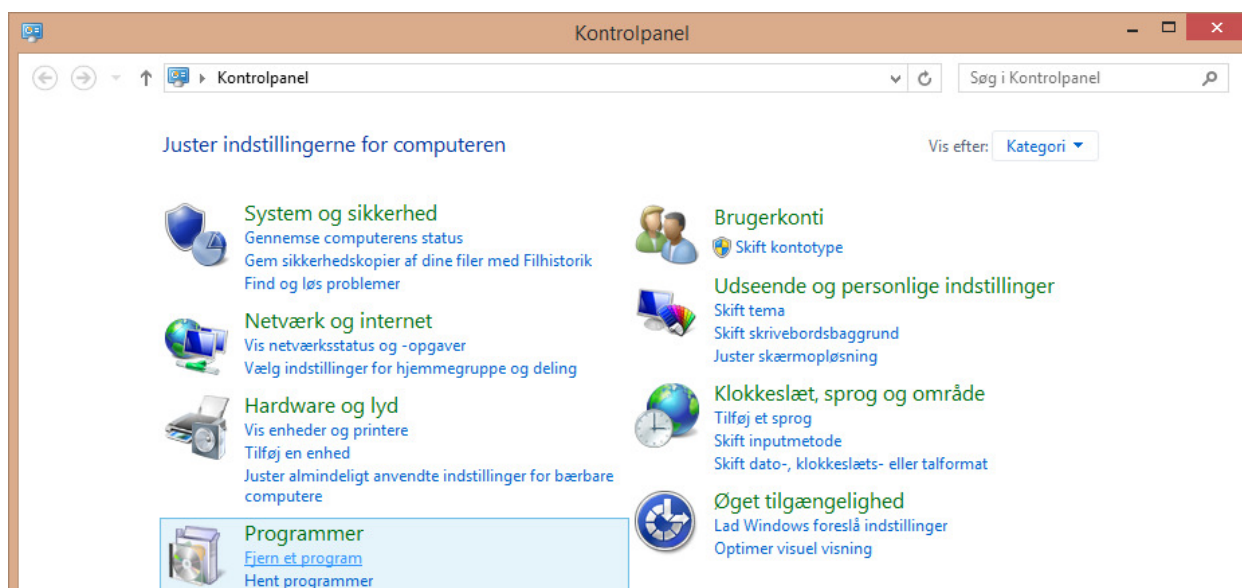 Kontrolpanel
Kontrolpanel
Søg i Kontrolpanel
Juster indstillingerne for computeren
Vis efter: Kategori
System og sikkerhed
Gennemse computerens status
Gem sikkerhedskopier af dine filer med Filhistorik
Find og løs problemer
Netværk og internet
Vis netværksstatus og -opgaver
Vælg indstillinger for hjemmegruppe og deling
Hardware og lyd
Vis enheder og printere
Tilføj en enhed
Juster almindeligt anvendte indstillinger for bærbare
computere
Programmer
Fjern et program
Hent programmer
Brugerkonti
Skift kontotype
Udseende og personlige indstillinger
Skift tema
Skift skrivebordsbaggrund
Juster skærmopløsning
Klokkeslæt, sprog og område
Tilføj et sprog
Skift inputmetode
Skift dato-, klokkeslæts- eller talformat
Øget tilgængelighed
Lad Windows foreslå indstillinger
Optimer visuel visning